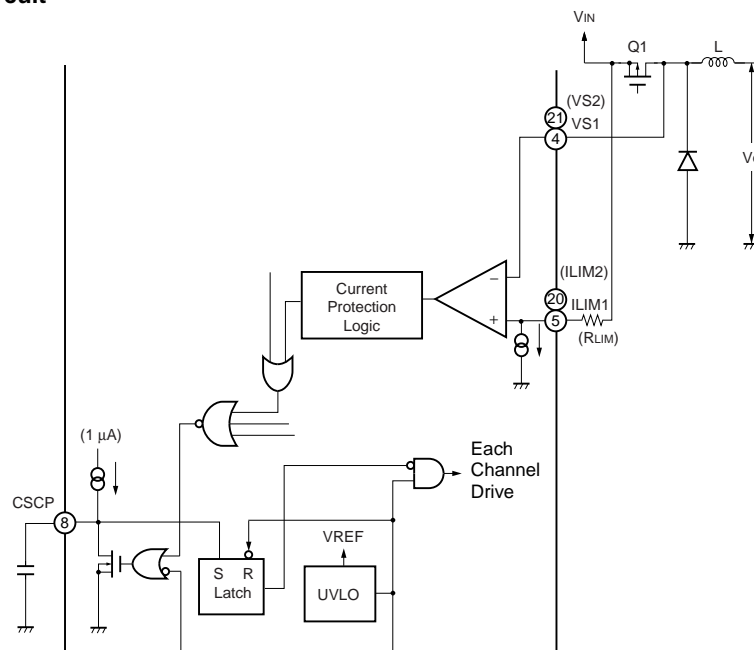 VIN
Q1
L
(VS2)
21
VS1
4
(ILIM2)
20
ILIM1
5
(RLIM)
−
+
Current
Protection
Logic
(1 μA)
CSCP
8
Each
Channel
Drive
VREF
S R
Latch
UVLO